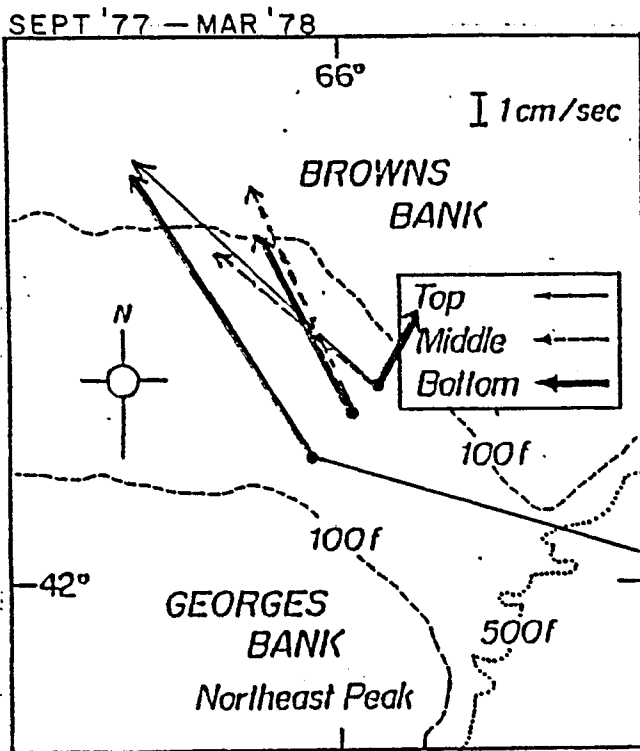 SEPT '77 — MAR '78
66°
1 cm/sec
BROWNS
BANK
N
Top
Middle
Bottom
100f
100f
42°
GEORGES
BANK
500f
Northeast Peak